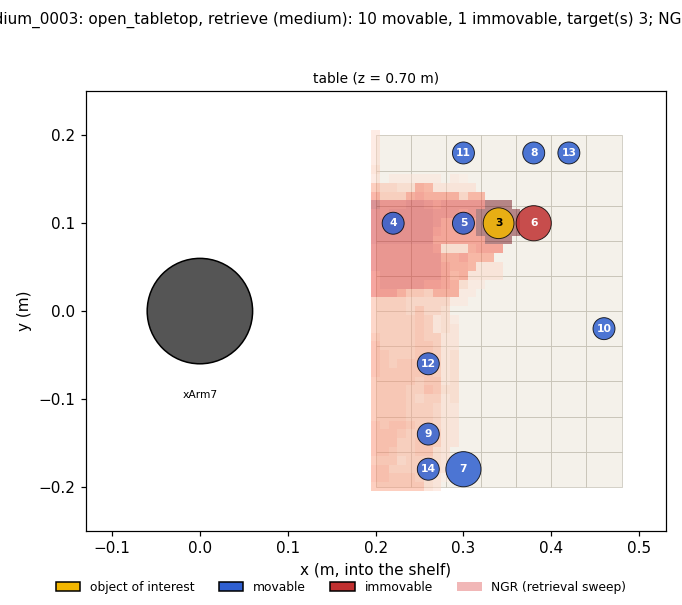 dium_0003: open_tabletop, retrieve (medium): 10 movable, 1 immovable, target(s) 3; NG
table (z = 0.70 m)
0.2
0.1
0.0
−0.1
−0.2
y (m)
11
8
13
4
5
3
6
10
12
9
14
7
xArm7
−0.1
0.0
0.1
0.2
0.3
0.4
0.5
x (m, into the shelf)
object of interest
movable
immovable
NGR (retrieval sweep)